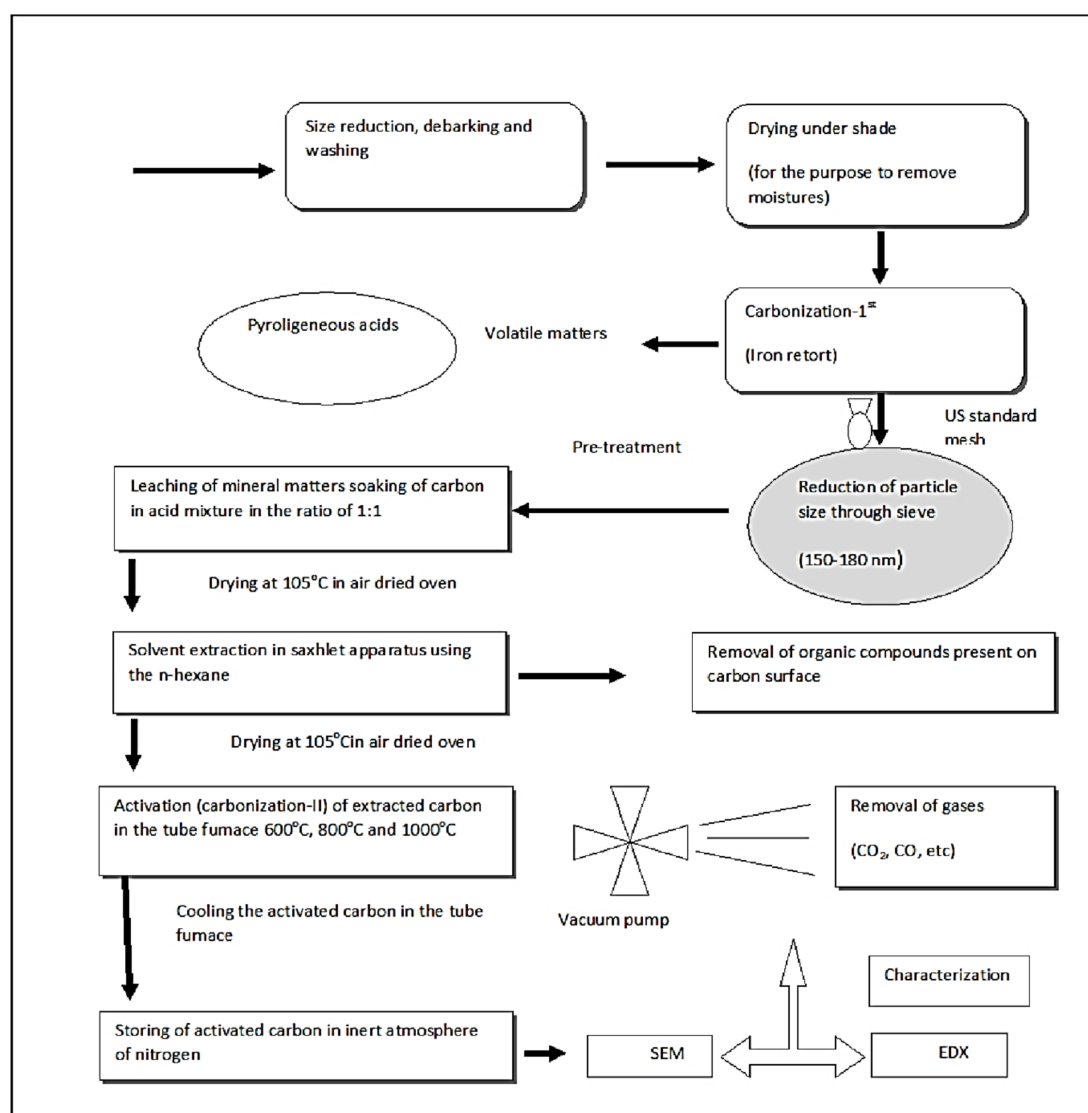 Size reduction, debarking and
washing
Drying under shade
(for the purpose to remove
moistures)
Carbonization-1st
(Iron retort)
Volatile matters
Pyroligeneous acids
US standard
mesh
Pre-treatment
Reduction of particle
size through sieve
(150-180 nm)
Leaching of mineral matters soaking of carbon
in acid mixture in the ratio of 1:1
Drying at 105°C in air dried oven
Solvent extraction in saxhlet apparatus using
the n-hexane
Removal of organic compounds present on
carbon surface
Drying at 105°Cin air dried oven
Activation (carbonization-II) of extracted carbon
in the tube fumace 600°C, 800°C and 1000°C
Vacuum pump
Removal of gases
(CO₂, CO, etc)
Cooling the activated carbon in the tube
fumace
Characterization
Storing of activated carbon in inert atmosphere
of nitrogen
SEM
EDX